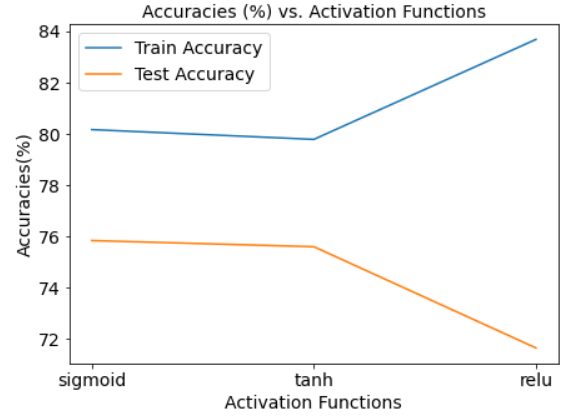 Accuracies (%) vs. Activation Functions
84
82
80
78
76
74
72
Accuracies(%)
Train Accuracy
Test Accuracy
sigmoid tanh relu
Activation Functions